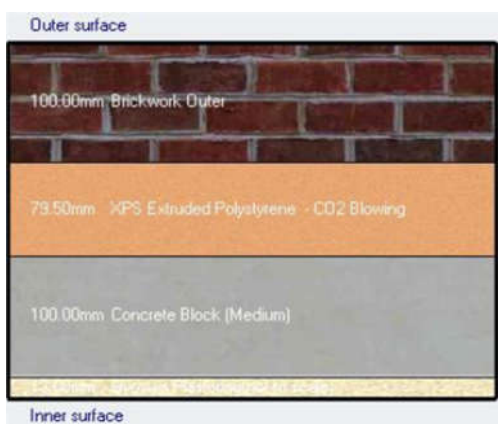 Outer surface
100.00mm Brickwork Outer
79.50mm XPS Extruded Polystyrene - CO2 Blowing
100.00mm Concrete Block (Medium)
Inner surface